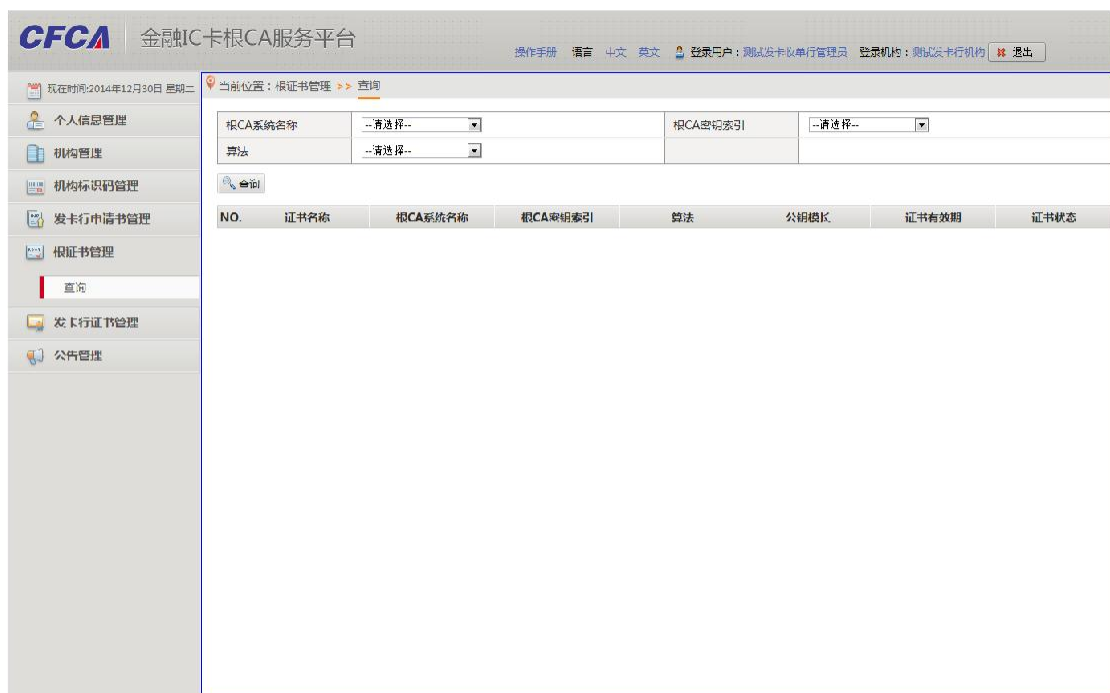 CFCA 金融IC卡根CA服务平台
操作手册 语言 中文 英文 登录用户：测试发卡收单行管理员 登录机构：测试发卡行机构 退出
现在时间:2014年12月30日 星期二
当前位置：根证书管理 >> 查询
个人信息管理
机构管理
机构标识码管理
发卡行申请书管理
根证书管理
查询
发卡行证书管理
公告管理
根CA系统名称 --请选择-- 根CA密钥索引 --请选择--
算法 --请选择--
查询
NO. 证书名称 根CA系统名称 根CA密钥索引 算法 公钥模长 证书有效期 证书状态